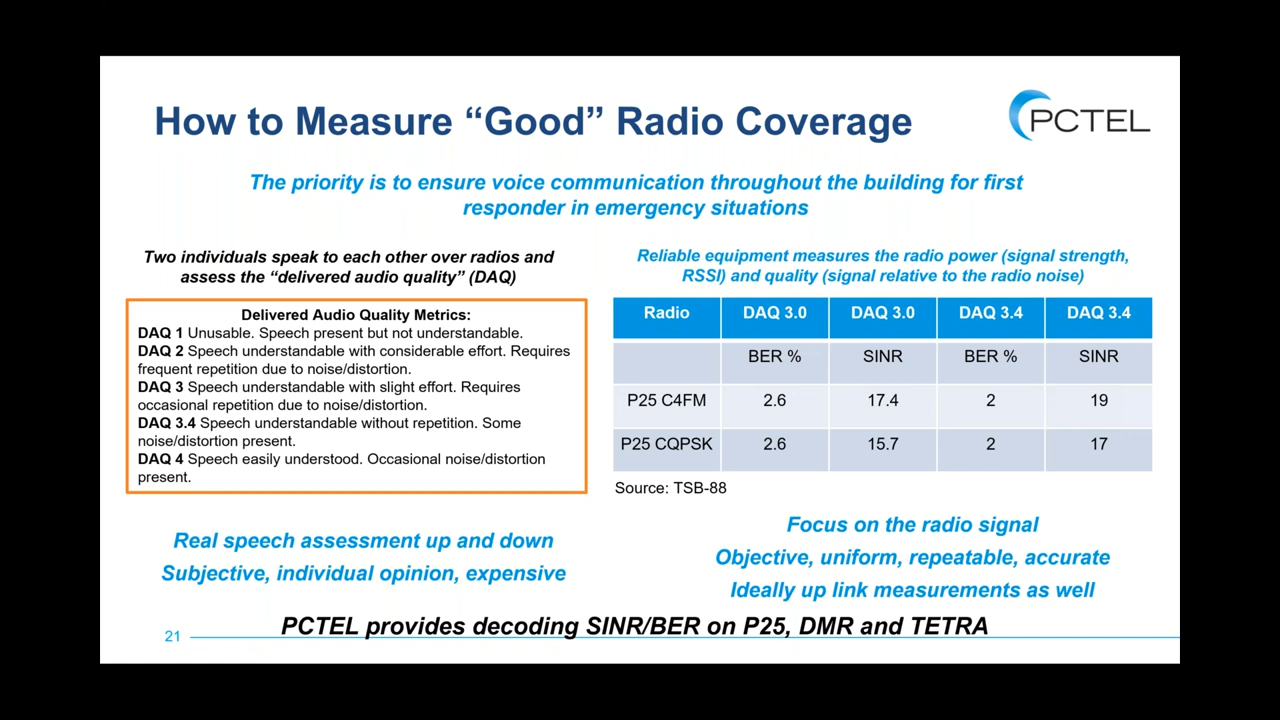 How to Measure “Good” Radio Coverage
PCTEL
The priority is to ensure voice communication throughout the building for first
responder in emergency situations
Two individuals speak to each other over radios and
assess the “delivered audio quality” (DAQ)
Delivered Audio Quality Metrics:
DAQ 1 Unusable. Speech present but not understandable.
DAQ 2 Speech understandable with considerable effort. Requires
frequent repetition due to noise/distortion.
DAQ 3 Speech understandable with slight effort. Requires
occasional repetition due to noise/distortion.
DAQ 3.4 Speech understandable without repetition. Some
noise/distortion present.
DAQ 4 Speech easily understood. Occasional noise/distortion
present.
Real speech assessment up and down
Subjective, individual opinion, expensive
Reliable equipment measures the radio power (signal strength,
RSSI) and quality (signal relative to the radio noise)
Radio DAQ 3.0 DAQ 3.0 DAQ 3.4 DAQ 3.4
BER % SINR BER % SINR
P25 C4FM 2.6 17.4 2 19
P25 CQPSK 2.6 15.7 2 17
Source: TSB-88
Focus on the radio signal
Objective, uniform, repeatable, accurate
Ideally up link measurements as well
PCTEL provides decoding SINR/BER on P25, DMR and TETRA
21